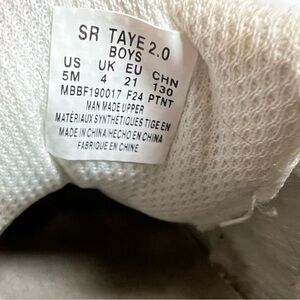 SR TAYE 2.0
BOYS
US UK EU CHN
5M 4 21 130
MBBF190017 F24 PTNT
MAN MADE UPPER
MATÉRIAUX SYNTHÉTIQUES TIGE EN
MADE IN CHINA/HECHO EN CHINA
FABRIQUE EN CHINE